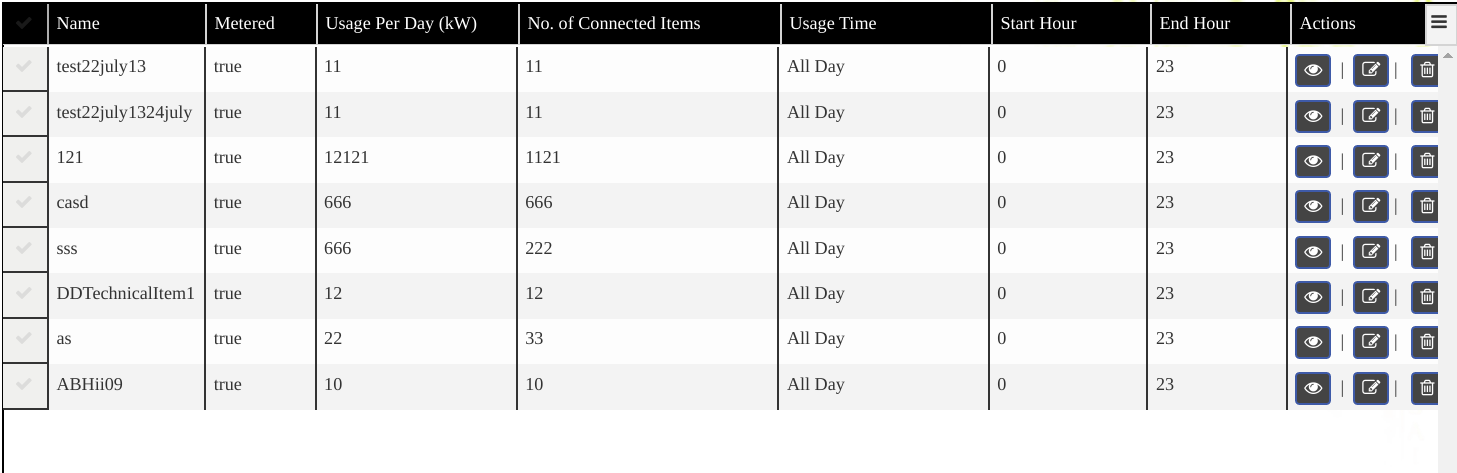 Name Metered Usage Per Day (kW) No. of Connected Items Usage Time Start Hour End Hour Actions
test22july13 true 11 11 All Day 0 23 | |
test22july1324july true 11 11 All Day 0 23 | |
121 true 12121 1121 All Day 0 23 | |
casd true 666 666 All Day 0 23 | |
sss true 666 222 All Day 0 23 | |
DDTechnicalItem1 true 12 12 All Day 0 23 | |
as true 22 33 All Day 0 23 | |
ABHii09 true 10 10 All Day 0 23 | |